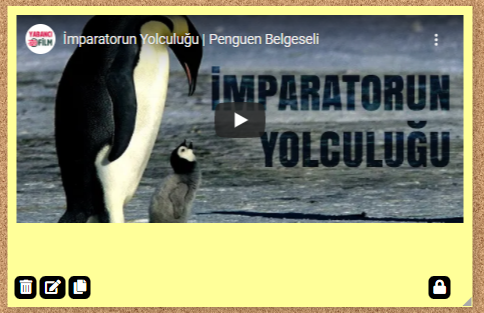 YABANCI
FİLM
İmparatorun Yolculuğu | Penguen Belgeseli
İMPARATORUN
YOLCULUĞU